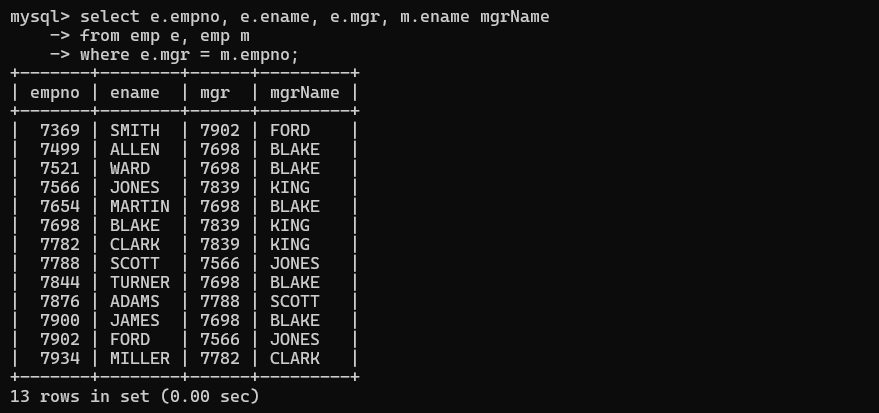 mysql> select e.empno, e.ename, e.mgr, m.ename mgrName
    -> from emp e, emp m
    -> where e.mgr = m.empno;
+-------+--------+------+---------+
| empno | ename  | mgr  | mgrName |
+-------+--------+------+---------+
|  7369 | SMITH  | 7902 | FORD    |
|  7499 | ALLEN  | 7698 | BLAKE   |
|  7521 | WARD   | 7698 | BLAKE   |
|  7566 | JONES  | 7839 | KING    |
|  7654 | MARTIN | 7698 | BLAKE   |
|  7698 | BLAKE  | 7839 | KING    |
|  7782 | CLARK  | 7839 | KING    |
|  7788 | SCOTT  | 7566 | JONES   |
|  7844 | TURNER | 7698 | BLAKE   |
|  7876 | ADAMS  | 7788 | SCOTT   |
|  7900 | JAMES  | 7698 | BLAKE   |
|  7902 | FORD   | 7566 | JONES   |
|  7934 | MILLER | 7782 | CLARK   |
+-------+--------+------+---------+
13 rows in set (0.00 sec)